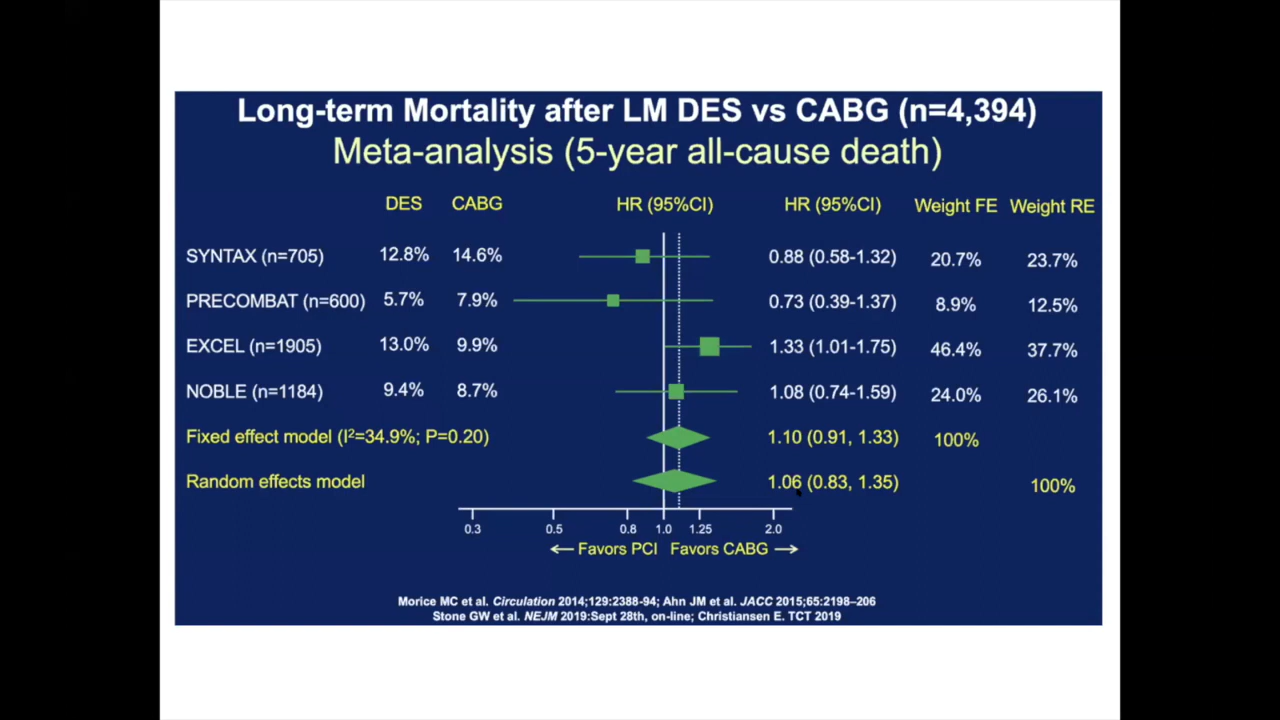 Long-term Mortality after LM DES vs CABG (n=4,394)
Meta-analysis (5-year all-cause death)
DES CABG HR (95%CI) HR (95%CI) Weight FE Weight RE
SYNTAX (n=705) 12.8% 14.6% 0.88 (0.58-1.32) 20.7% 23.7%
PRECOMBAT (n=600) 5.7% 7.9% 0.73 (0.39-1.37) 8.9% 12.5%
EXCEL (n=1905) 13.0% 9.9% 1.33 (1.01-1.75) 46.4% 37.7%
NOBLE (n=1184) 9.4% 8.7% 1.08 (0.74-1.59) 24.0% 26.1%
Fixed effect model (I²=34.9%; P=0.20) 1.10 (0.91, 1.33) 100%
Random effects model 1.06 (0.83, 1.35) 100%
0.3 0.5 0.8 1.0 1.25 2.0
← Favors PCI Favors CABG →
Morice MC et al. Circulation 2014;129:2388-94; Ahn JM et al. JACC 2015;65:2198–206
Stone GW et al. NEJM 2019:Sept 28th, on-line; Christiansen E. TCT 2019